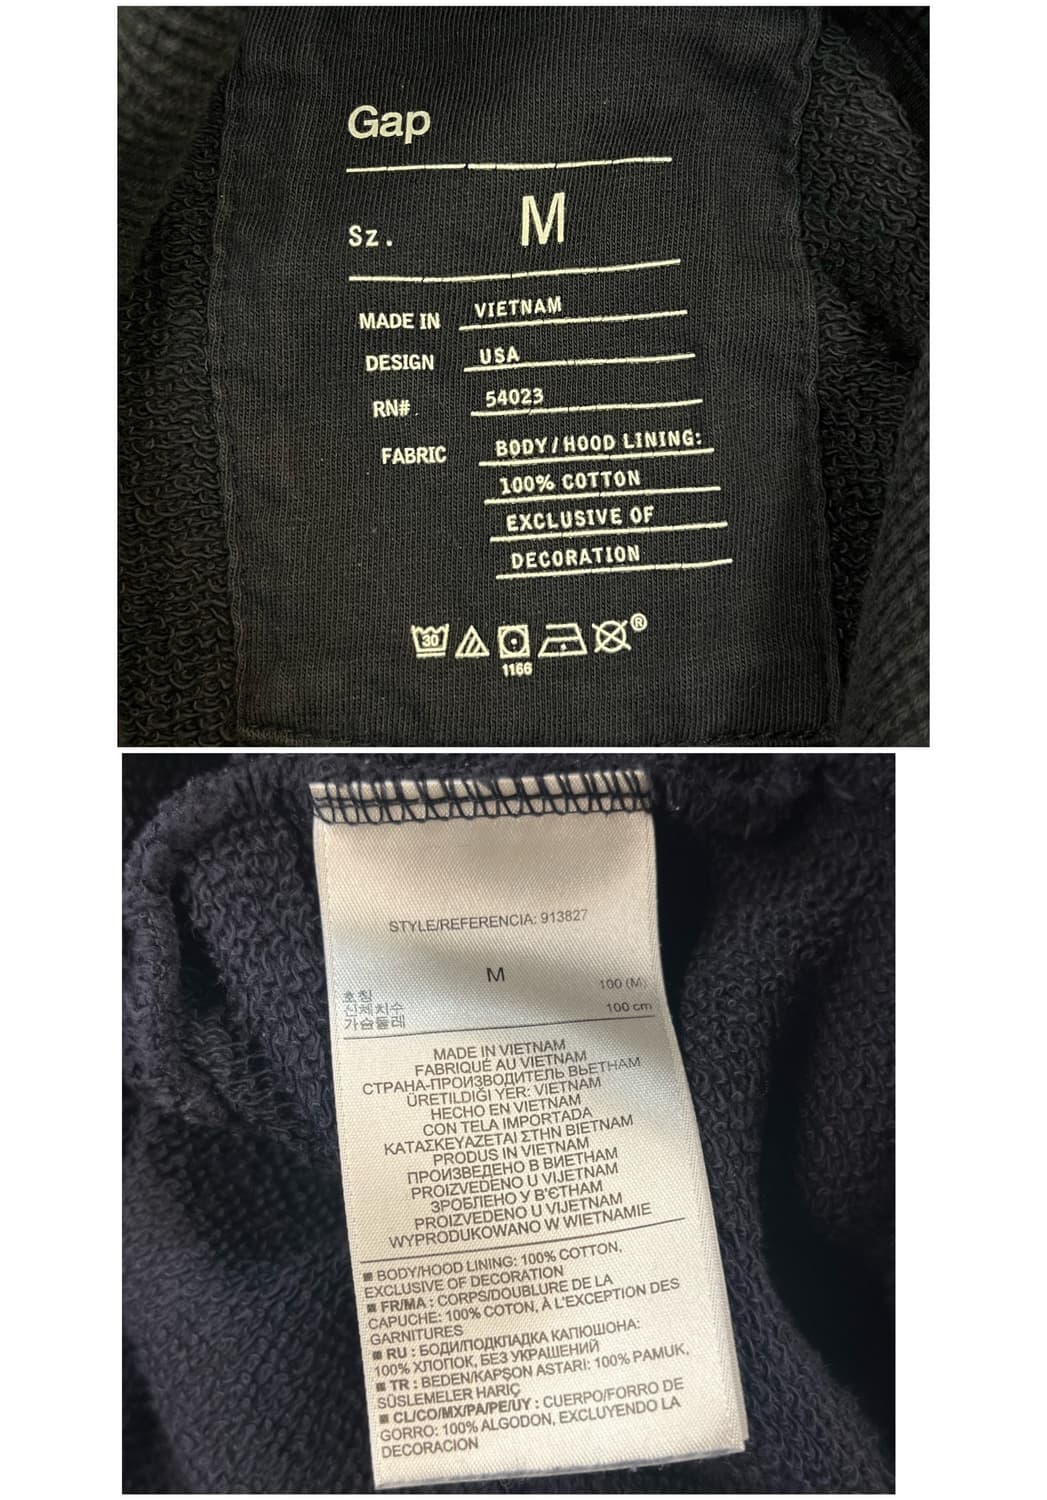 Gap
Sz. M
MADE IN VIETNAM
DESIGN USA
RN# 54023
FABRIC BODY/HOOD LINING:
100% COTTON
EXCLUSIVE OF
DECORATION
30 ®
1166
STYLE/REFERENCIA: 913827
M
호칭 100 (M)
신체치수
가슴둘레 100 cm
MADE IN VIETNAM
FABRIQUÉ AU VIETNAM
СТРАНА-ПРОИЗВОДИТЕЛЬ ВЬЕТНАМ
ÜRETILDIĞI YER: VIETNAM
HECHO EN VIETNAM
CON TELA IMPORTADA
ΚΑΤΑΣΚΕΥΑΖΕΤΑΙ ΣΤΗΝ ΒΙΕΤΝΑΜ
PRODUS IN VIETNAM
ПРОИЗВЕДЕНО В ВИЕТНАМ
PROIZVEDENO U VIJETNAM
ЗРОБЛЕНО У В'ЄТНАМ
PROIZVEDENO U VIJETNAM
WYPRODUKOWANO W WIETNAMIE
■ BODY/HOOD LINING: 100% COTTON,
EXCLUSIVE OF DECORATION
■ FR/MA : CORPS/DOUBLURE DE LA
CAPUCHE: 100% COTON, À L'EXCEPTION DES
GARNITURES
■ RU : БОДИ/ПОДКЛАДКА КАПЮШОНА:
100% ХЛОПОК, БЕЗ УКРАШЕНИЙ
■ TR : BEDEN/KAPŞON ASTARI: 100% PAMUK,
SÜSLEMELER HARIÇ
■ CL/CO/MX/PA/PE/UY : CUERPO/FORRO DE
GORRO: 100% ALGODON, EXCLUYENDO LA
DECORACION